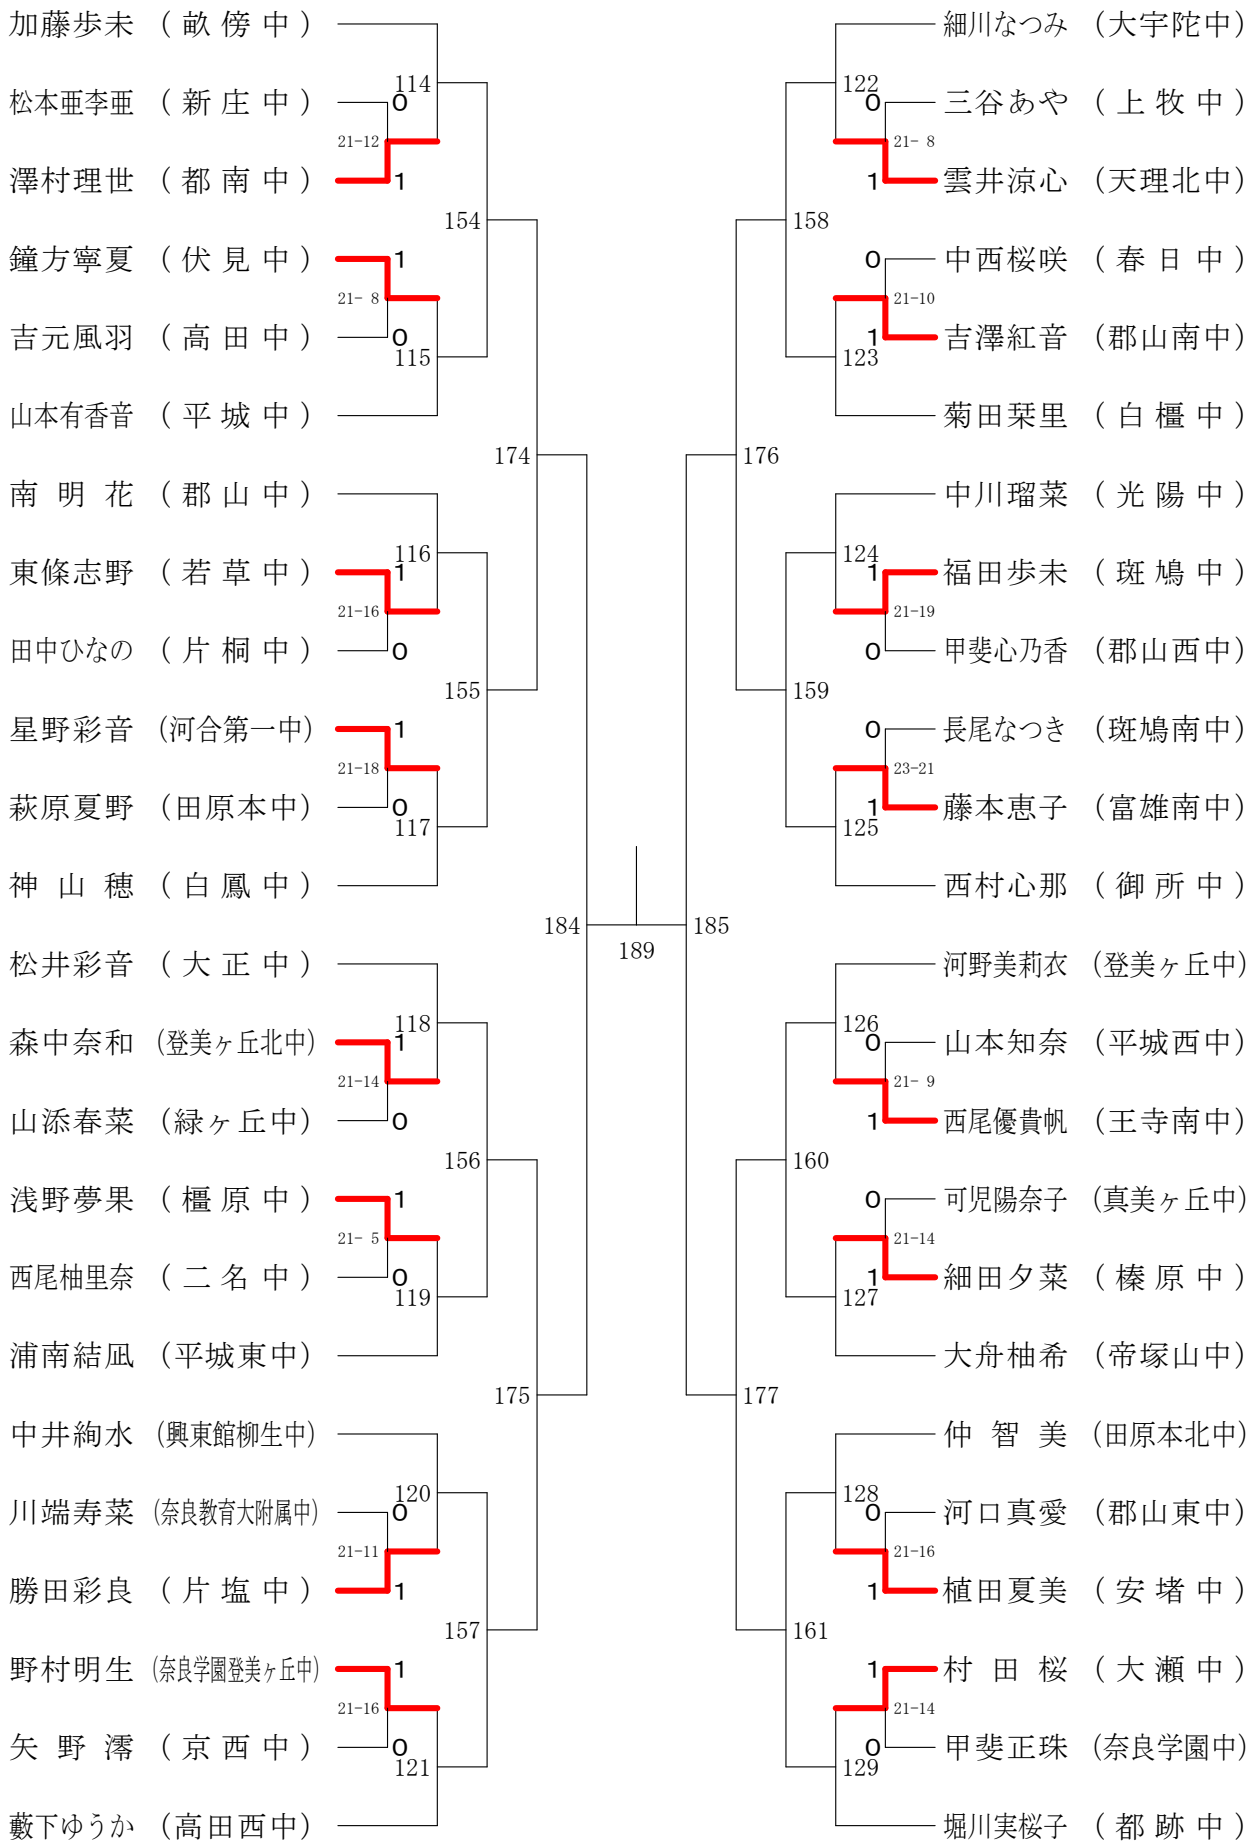 加藤歩未 （畝傍中）
114
松本亜李亜 （新庄中） 0
21-12
澤村理世 （都南中） 1
154
鐘方寧夏 （伏見中） 1
21- 8
吉元風羽 （高田中） 0
115
山本有香音 （平城中）
174
南明花 （郡山中）
116
東條志野 （若草中） 1
21-16
田中ひなの （片桐中） 0
155
星野彩音 （河合第一中） 1
21-18
萩原夏野 （田原本中） 0
117
神山穂 （白鳳中）
184
松井彩音 （大正中）
118
森中奈和 （登美ヶ丘北中） 1
21-14
山添春菜 （緑ヶ丘中） 0
156
浅野夢果 （橿原中） 1
21- 5
西尾柚里奈 （二名中） 0
119
浦南結凪 （平城東中）
175
中井絢水 （興東館柳生中）
120
川端寿菜 （奈良教育大附属中） 0
21-11
勝田彩良 （片塩中） 1
157
野村明生 （奈良学園登美ヶ丘中） 1
21-16
矢野澪 （京西中） 0
121
藪下ゆうか （高田西中）
189
細川なつみ （大宇陀中）
122
0 三谷あや （上牧中）
21- 8
1 雲井涼心 （天理北中）
158
0 中西桜咲 （春日中）
21-10
1 吉澤紅音 （郡山南中）
123
菊田栞里 （白橿中）
176
中川瑠菜 （光陽中）
124
1 福田歩未 （斑鳩中）
21-19
0 甲斐心乃香 （郡山西中）
159
0 長尾なつき （斑鳩南中）
23-21
1 藤本恵子 （富雄南中）
125
西村心那 （御所中）
185
河野美莉衣 （登美ヶ丘中）
126
0 山本知奈 （平城西中）
21- 9
1 西尾優貴帆 （王寺南中）
160
0 可児陽奈子 （真美ヶ丘中）
21-14
1 細田夕菜 （榛原中）
127
大舟柚希 （帝塚山中）
177
仲智美 （田原本北中）
128
0 河口真愛 （郡山東中）
21-16
1 植田夏美 （安堵中）
161
1 村田桜 （大瀬中）
21-14
0 甲斐正珠 （奈良学園中）
129
堀川実桜子 （都跡中）